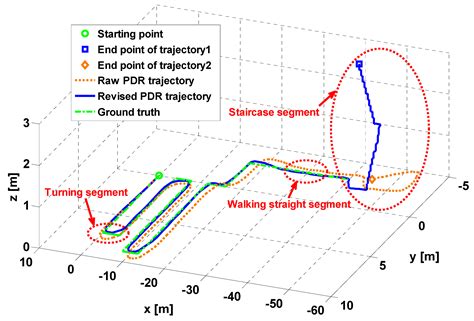 Starting point
End point of trajectory1
End point of trajectory2
Raw PDR trajectory
Revised PDR trajectory
Ground truth
Staircase segment
Turning segment
Walking straight segment
3
2
1
0
z [m]
10
0
-10
-20
-30
-40
-50
-60
x [m]
10
5
0
-5
y [m]